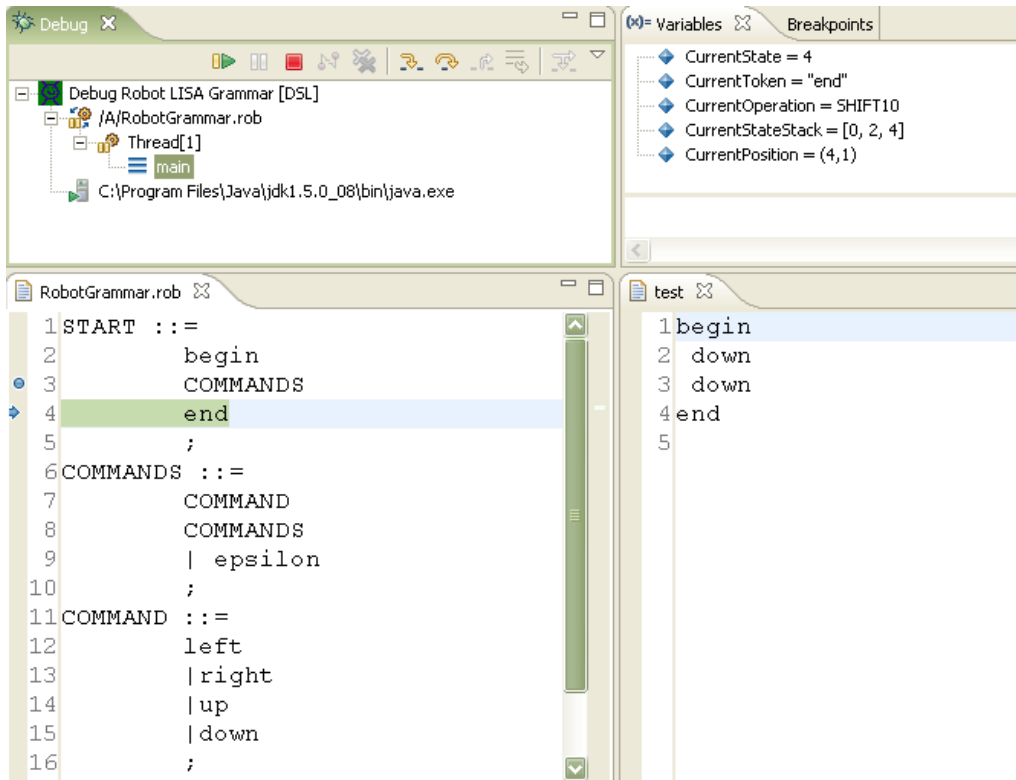 Debug
Debug Robot LISA Grammar [DSL]
/A/RobotGrammar.rob
Thread[1]
main
C:\Program Files\Java\jdk1.5.0_08\bin\java.exe
(x)= Variables Breakpoints
CurrentState = 4
CurrentToken = "end"
CurrentOperation = SHIFT10
CurrentStateStack = [0, 2, 4]
CurrentPosition = (4,1)
RobotGrammar.rob
1 START ::=
2 begin
3 COMMANDS
4 end
5 ;
6 COMMANDS ::=
7 COMMAND
8 COMMANDS
9 | epsilon
10 ;
11 COMMAND ::=
12 left
13 |right
14 |up
15 |down
16 ;
test
1 begin
2 down
3 down
4 end
5